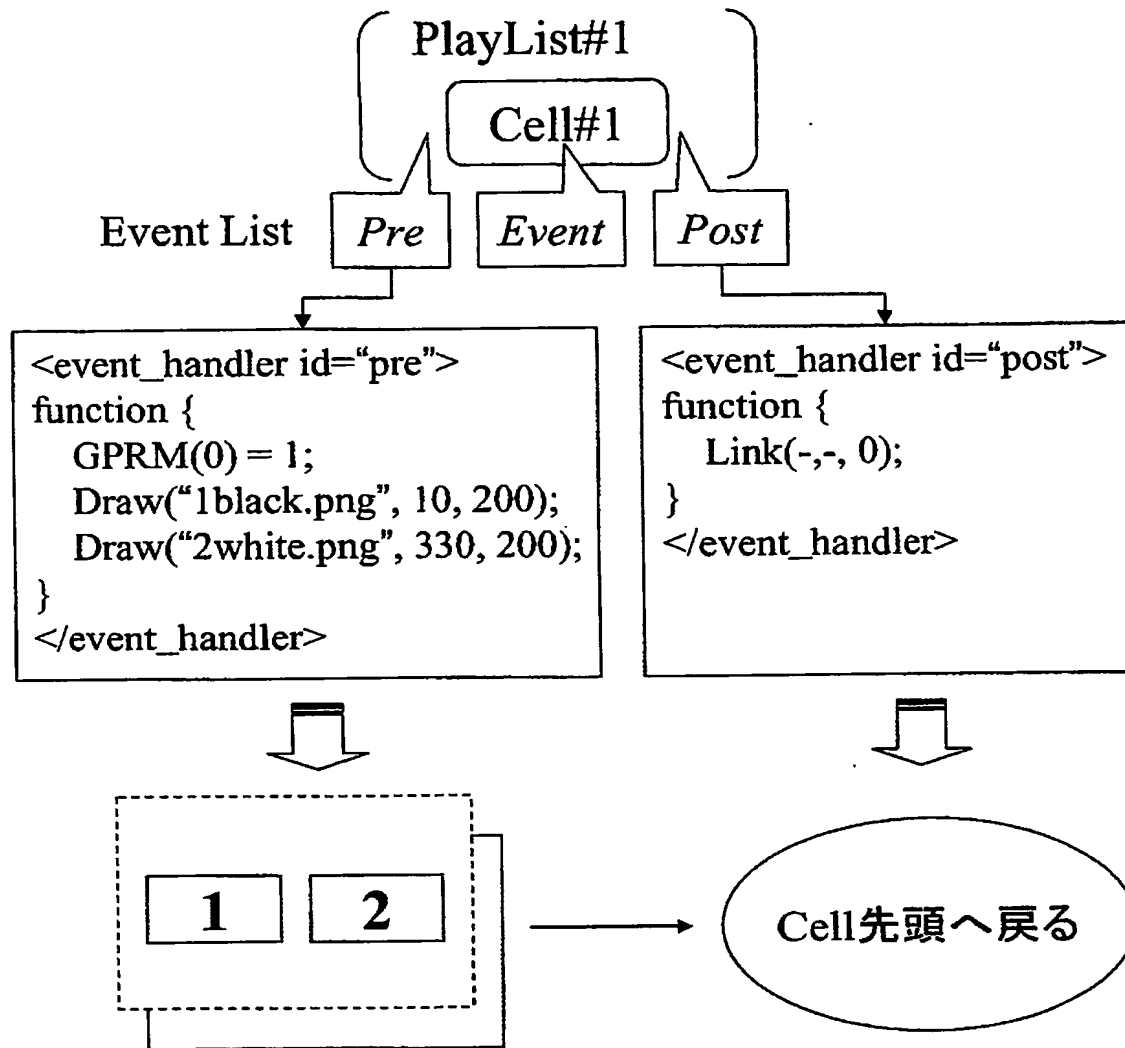 PlayList#1
Cell#1
Event List
Pre
Event
Post
<event_handler id=“pre”>
function {
GPRM(0) = 1;
Draw(“1black.png”, 10, 200);
Draw(“2white.png”, 330, 200);
}
</event_handler>
<event_handler id=“post”>
function {
Link(-,-, 0);
}
</event_handler>
1
2
Cell先頭へ戻る